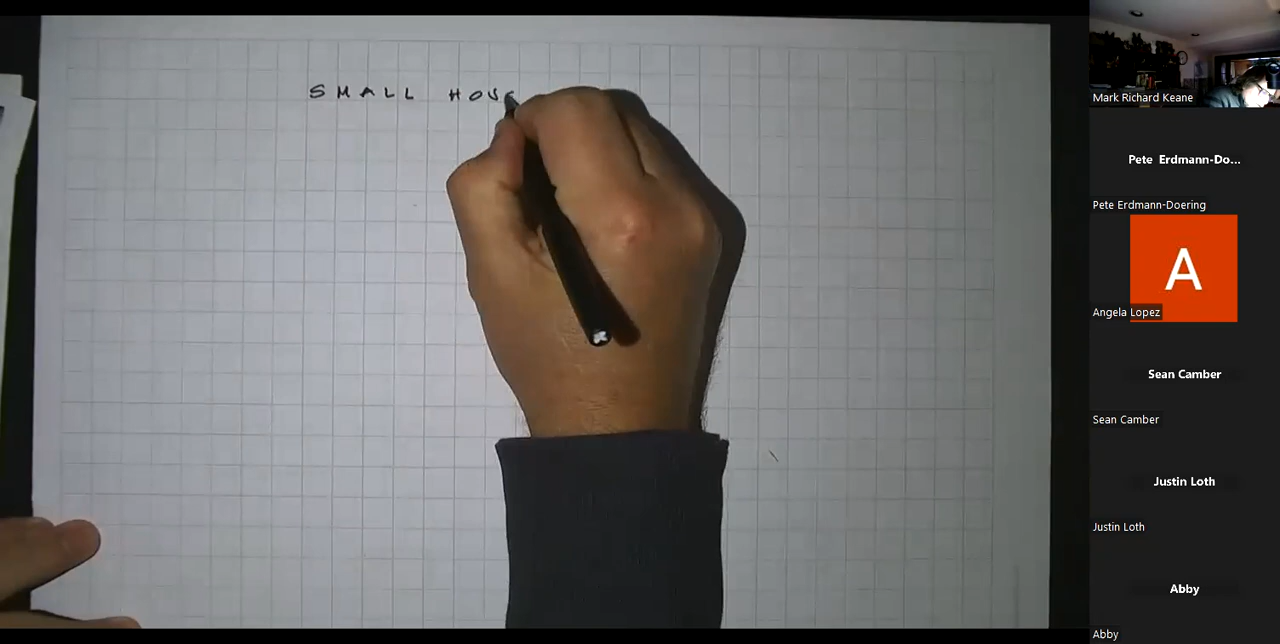 SMALL HOUS
Mark Richard Keane
Pete Erdmann-Do...
Pete Erdmann-Doering
A
Angela Lopez
Sean Camber
Sean Camber
Justin Loth
Justin Loth
Abby
Abby